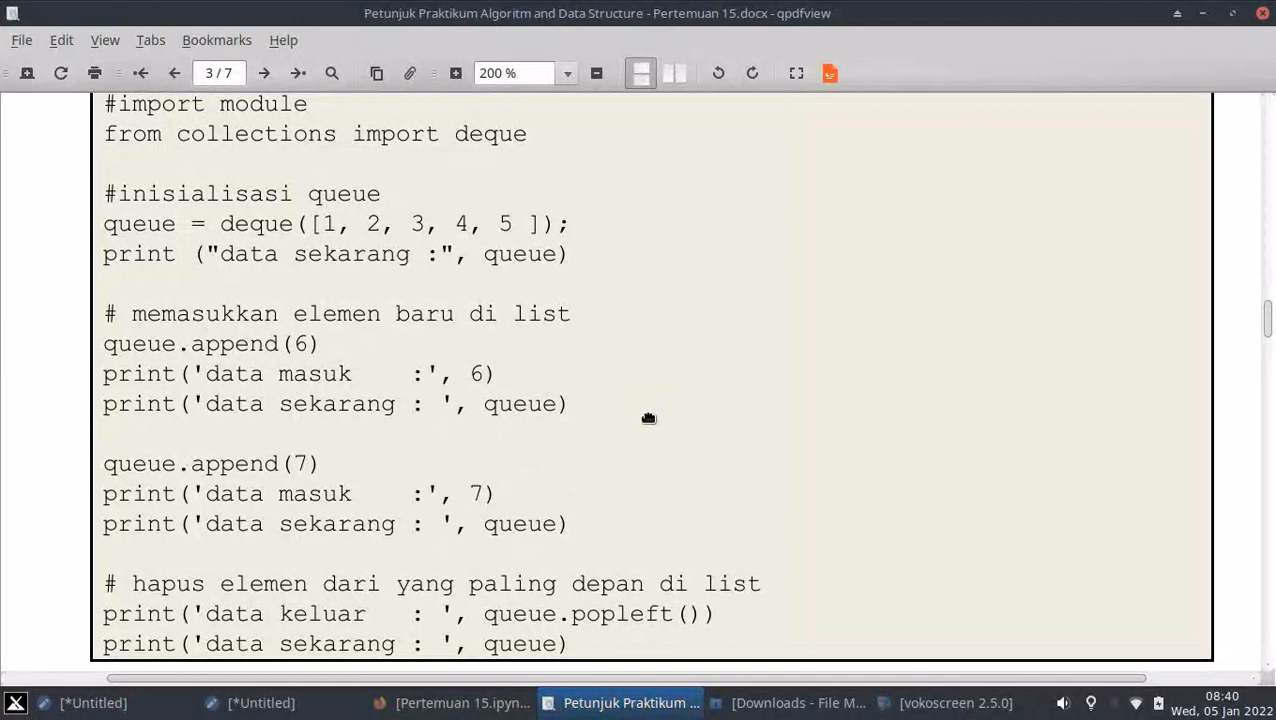 Petunjuk Praktikum Algoritm and Data Structure - Pertemuan 15.docx - qpdfview
File Edit View Tabs Bookmarks Help
3 / 7
200 %
#import module
from collections import deque
#inisialisasi queue
queue = deque([1, 2, 3, 4, 5 ]);
print ("data sekarang :", queue)
# memasukkan elemen baru di list
queue.append(6)
print('data masuk    :', 6)
print('data sekarang : ', queue)
queue.append(7)
print('data masuk    :', 7)
print('data sekarang : ', queue)
# hapus elemen dari yang paling depan di list
print('data keluar   : ', queue.popleft())
print('data sekarang : ', queue)
[*Untitled] [*Untitled] [Pertemuan 15.ipyn... Petunjuk Praktikum ... [Downloads - File M... [vokoscreen 2.5.0]
08:40
Wed, 05 Jan 2022